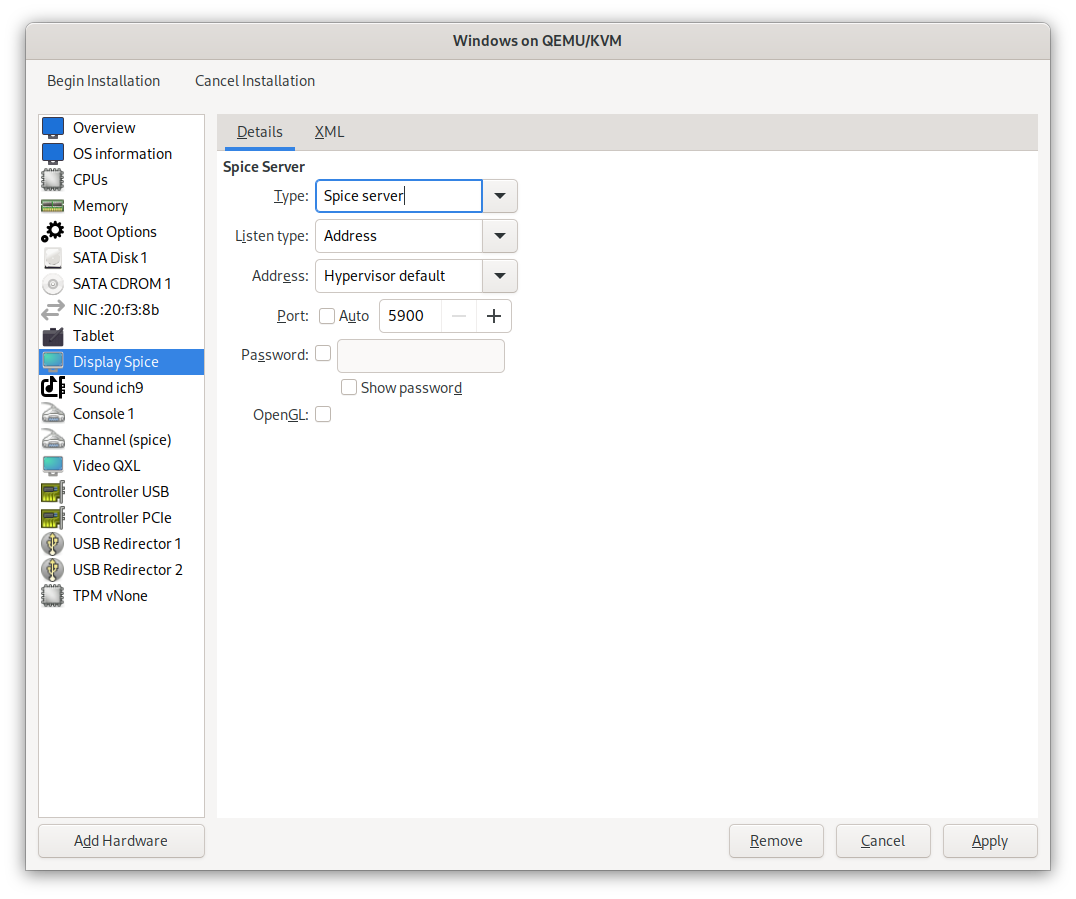 Windows on QEMU/KVM
Begin Installation Cancel Installation
Overview
OS information
CPUs
Memory
Boot Options
SATA Disk 1
SATA CDROM 1
NIC :20:f3:8b
Tablet
Display Spice
Sound ich9
Console 1
Channel (spice)
Video QXL
Controller USB
Controller PCIe
USB Redirector 1
USB Redirector 2
TPM vNone
Add Hardware
Details XML
Spice Server
Type: Spice server
Listen type: Address
Address: Hypervisor default
Port: Auto 5900
Password:
Show password
OpenGL:
Remove Cancel Apply